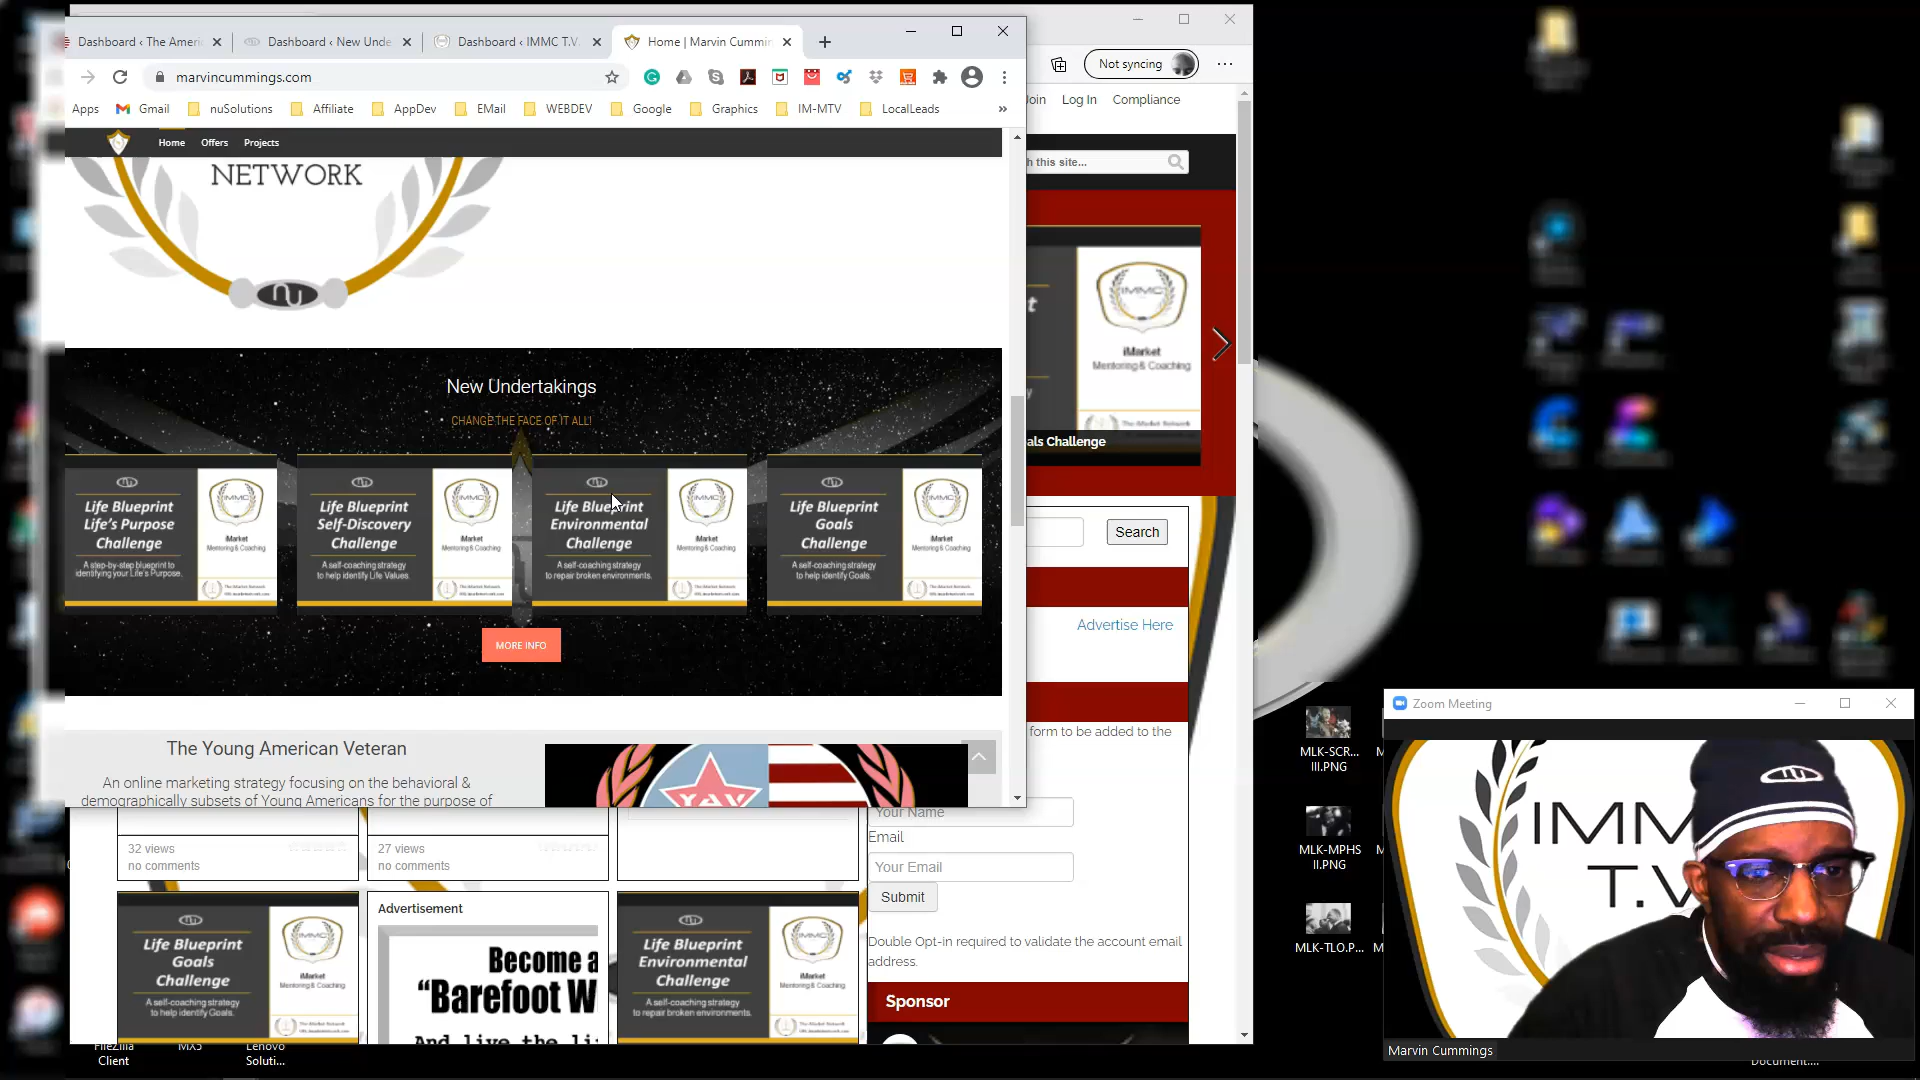 Dashboard ‹ The Ameri
Dashboard ‹ New Unde
Dashboard ‹ IMMC T.V.
Home | Marvin Cummin
marvincummings.com
Not syncing
Apps
Gmail
nuSolutions
Affiliate
AppDev
EMail
WEBDEV
Google
Graphics
IM-MTV
LocalLeads
»
oin
Log In
Compliance
Home
Offers
Projects
h this site...
NETWORK
New Undertakings
CHANGE THE FACE OF IT ALL!
Life Blueprint
Life's Purpose
Challenge
A step-by-step blueprint to
identifying your Life's Purpose.
IMMC
iMarket
Mentoring & Coaching
Life Blueprint
Self-Discovery
Challenge
A self-coaching strategy
to help identify Life Values.
IMMC
iMarket
Mentoring & Coaching
Life Blueprint
Environmental
Challenge
A self-coaching strategy
to repair broken environments.
IMMC
iMarket
Mentoring & Coaching
Life Blueprint
Goals
Challenge
A self-coaching strategy
to help identify Goals.
IMMC
iMarket
Mentoring & Coaching
MORE INFO
t
IMMC
iMarket
Mentoring & Coaching
y
als Challenge
Search
Advertise Here
form to be added to the
The Young American Veteran
An online marketing strategy focusing on the behavioral &
demographically subsets of Young Americans for the purpose of
YAV
Your Name
Email
Your Email
Submit
Double Opt-in required to validate the account email
address.
Sponsor
32 views
no comments
27 views
no comments
Life Blueprint
Goals
Challenge
A self-coaching strategy
to help identify Goals.
IMMC
iMarket
Mentoring & Coaching
Advertisement
Become a
“Barefoot W
And live the li
Life Blueprint
Environmental
Challenge
A self-coaching strategy
to repair broken environments.
IMMC
iMarket
Mentoring & Coaching
FileZilla
Client
MX5
Lenovo
Soluti...
MLK-SCR...
III.PNG
MLK-MPHS
II.PNG
MLK-TLO.P...
Zoom Meeting
IMM
T.V
Marvin Cummings
Document....